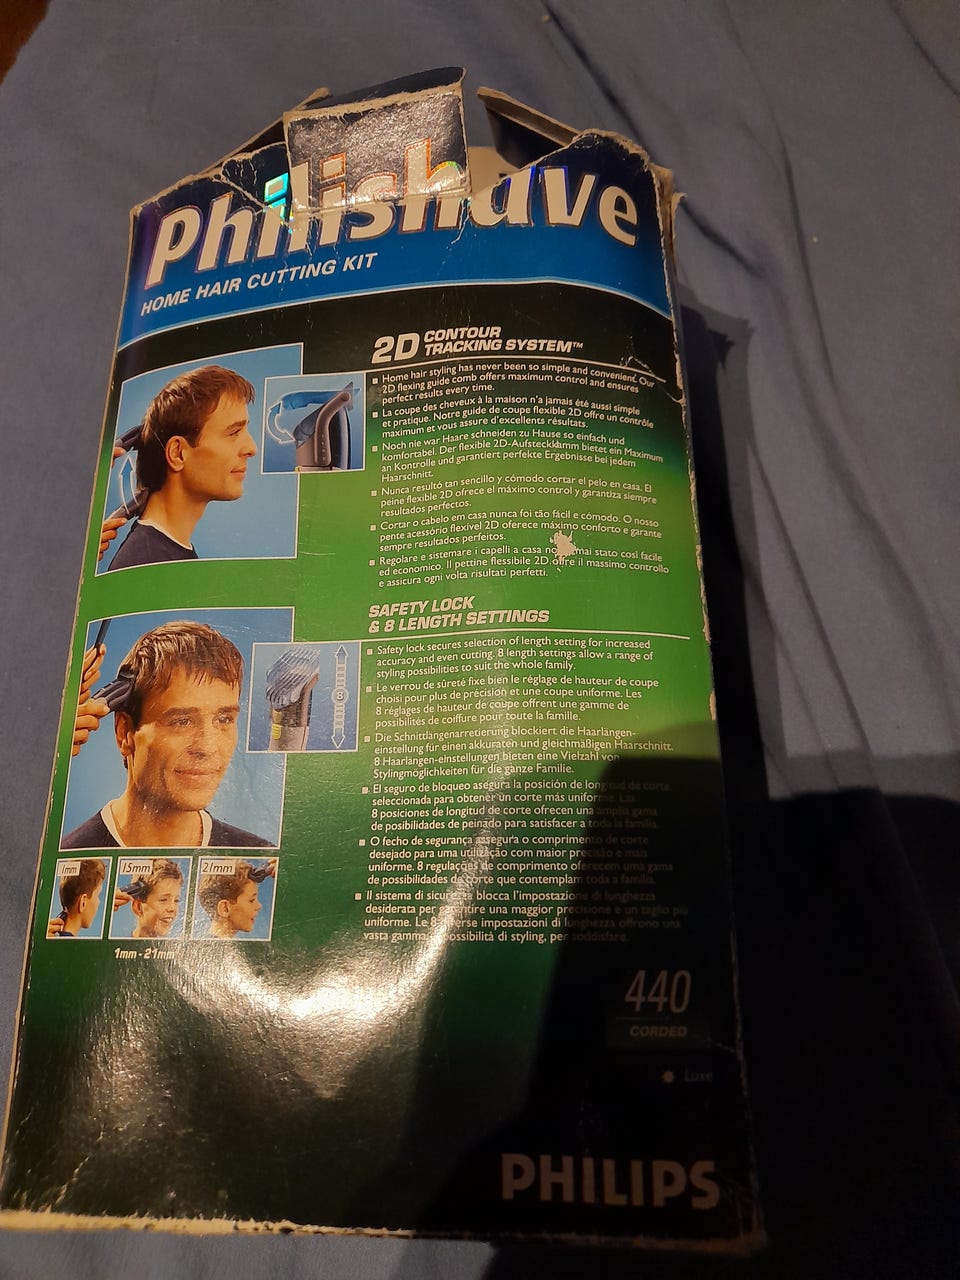 Philishave
HOME HAIR CUTTING KIT
2D CONTOUR
TRACKING SYSTEM™
Home hair styling has never been so simple and convenient. Our
2D flexing guide comb offers maximum control and ensures
perfect results every time.
La coupe des cheveux à la maison n'a jamais été aussi simple
et pratique. Notre guide de coupe flexible 2D offre un contrôle
maximum et vous assure d'excellents résultats.
Noch nie war Haare schneiden zu Hause so einfach und
komfortabel. Der flexible 2D-Aufsteckkamm bietet ein Maximum
an Kontrolle und garantiert perfekte Ergebnisse bei jedem
Haarschnitt.
Nunca resultó tan sencillo y cómodo cortar el pelo en casa. El
peine flexible 2D ofrece el máximo control y garantiza siempre
resultados perfectos.
Cortar o cabelo em casa nunca foi tão fácil e cómodo. O nosso
pente acessório flexivel 2D oferece máximo conforto e garante
sempre resultados perfeitos.
Regolare e sistemare i capelli a casa mai stato così facile
ed economico. Il pettine flessibile 2D offre il massimo controllo
e assicura ogni volta risultati perfetti.
SAFETY LOCK
& 8 LENGTH SETTINGS
Safety lock secures selection of length setting for increased
accuracy and even cutting. 8 length settings allow a range of
styling possibilities to suit the whole family.
8
Le verrou de sûreté fixe bien le réglage de hauteur de coupe
choisi pour plus de précision et une coupe uniforme. Les
8 réglages de hauteur de coupe offrent une gamme de
possibilités de coiffure pour toute la famille.
Die Schnittlängenarretierung blockiert die Haarlängen-
einstellung für einen akkuraten und gleichmäßigen Haarschnitt.
8 Haarlängen-einstellungen bieten eine Vielzahl von
Stylingmöglichkeiten für die ganze Familie.
El seguro de bloqueo asegura la posición de longitud de corte
seleccionada para obtener un corte más uniforme. Las
8 posiciones de longitud de corte ofrecen una amplia gama
de posibilidades de peinado para satisfacer a toda la familia.
O fecho de segurança assegura o comprimento de corte
desejado para uma utilização com maior precisão e mais
uniforme. 8 regulações de comprimento oferecem uma gama
de possibilidades de corte que contemplam toda a família.
Il sistema di sicurezza blocca l'impostazione di lunghezza
desiderata per garantire una maggior precisione e un taglio più
uniforme. Le 8 diverse impostazioni di lunghezza offrono una
vasta gamma possibilità di styling, per soddisfare.
1mm
15mm
21mm
1mm - 21mm
440
CORDED
Luxe
PHILIPS